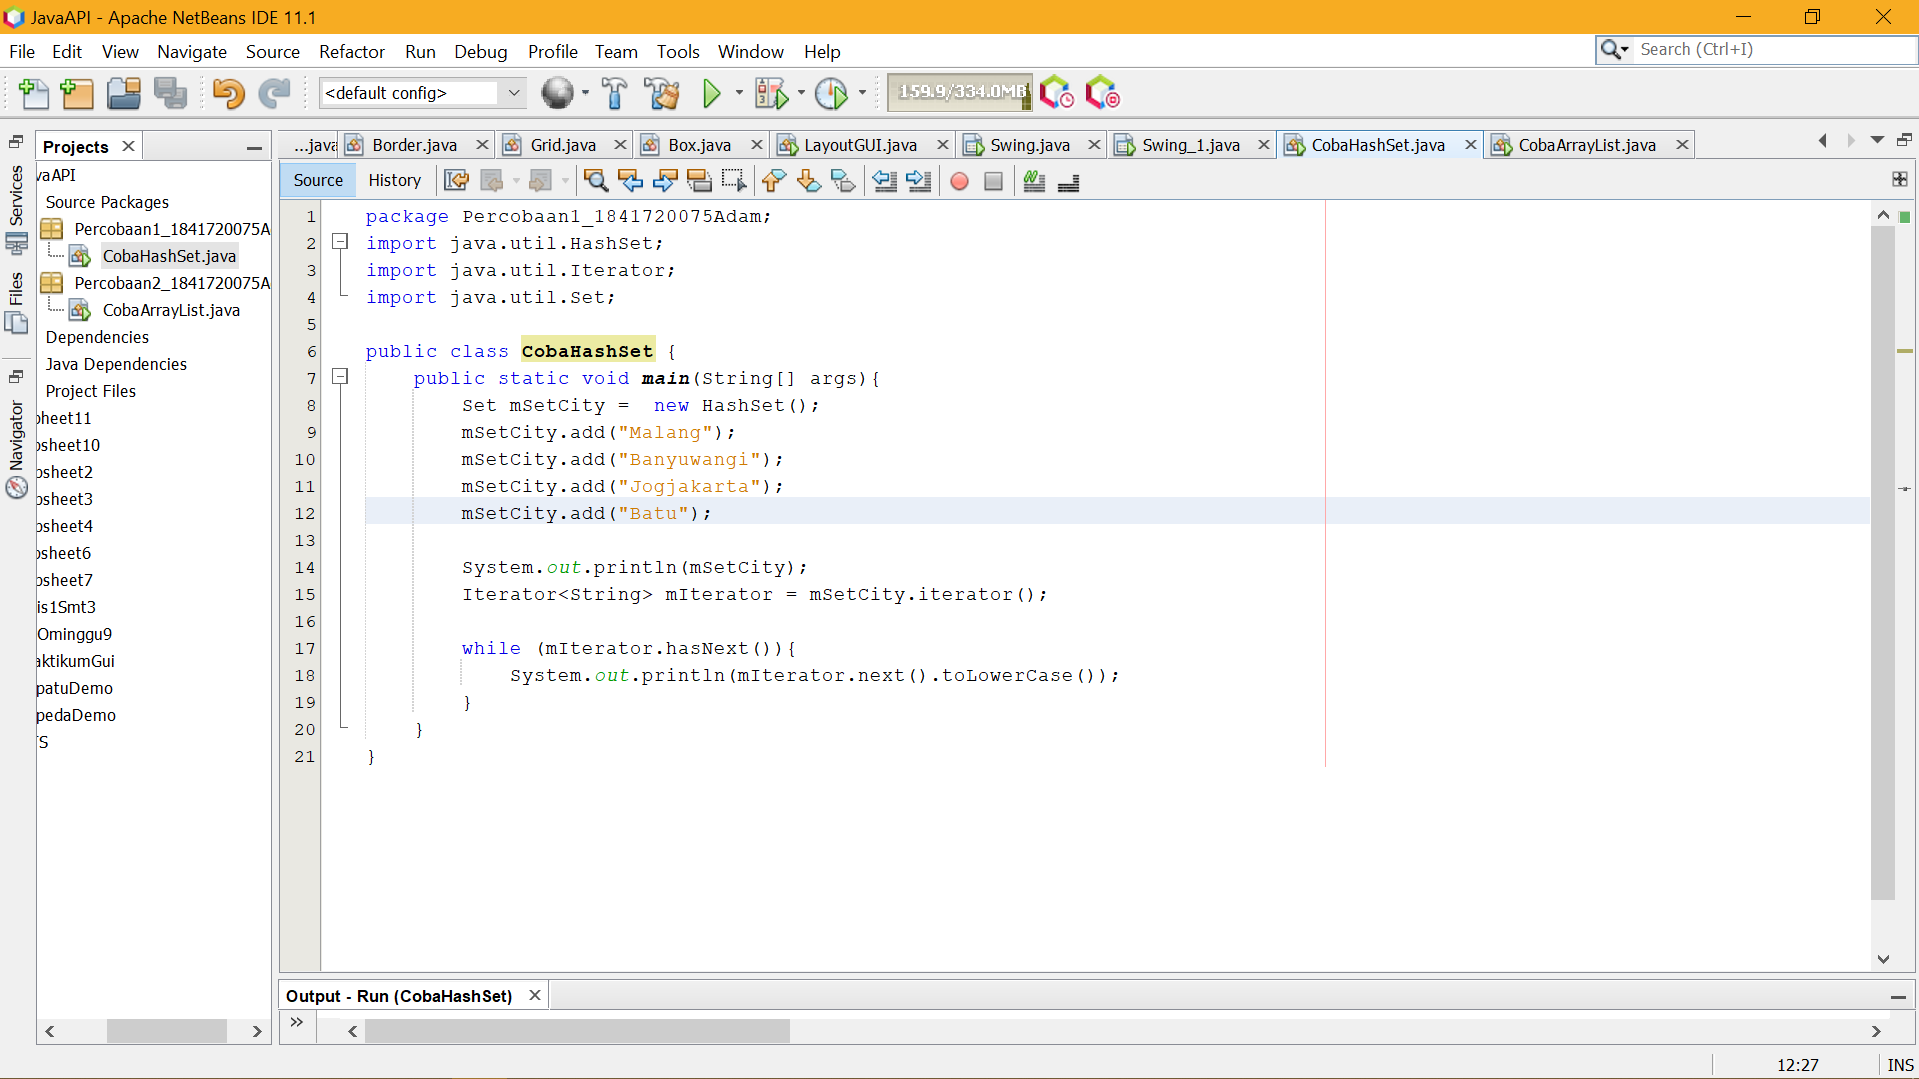 JavaAPI - Apache NetBeans IDE 11.1
File Edit View Navigate Source Refactor Run Debug Profile Team Tools Window Help
Search (Ctrl+I)
<default config>
159.9/334.0MB
Services
Files
Navigator
Projects
vaAPI
Source Packages
Percobaan1_1841720075A
CobaHashSet.java
Percobaan2_1841720075A
CobaArrayList.java
Dependencies
Java Dependencies
Project Files
bheet11
bsheet10
bsheet2
bsheet3
bsheet4
bsheet6
bsheet7
is1Smt3
Ominggu9
aktikumGui
patuDemo
pedaDemo
S
...java Border.java Grid.java Box.java LayoutGUI.java Swing.java Swing_1.java CobaHashSet.java CobaArrayList.java
Source History
1 package Percobaan1_1841720075Adam;
2 import java.util.HashSet;
3 import java.util.Iterator;
4 import java.util.Set;
5
6 public class CobaHashSet {
7 public static void main(String[] args){
8 Set mSetCity =  new HashSet();
9 mSetCity.add("Malang");
10 mSetCity.add("Banyuwangi");
11 mSetCity.add("Jogjakarta");
12 mSetCity.add("Batu");
13
14 System.out.println(mSetCity);
15 Iterator<String> mIterator = mSetCity.iterator();
16
17 while (mIterator.hasNext()){
18 System.out.println(mIterator.next().toLowerCase());
19 }
20 }
21 }
Output - Run (CobaHashSet)
12:27 INS